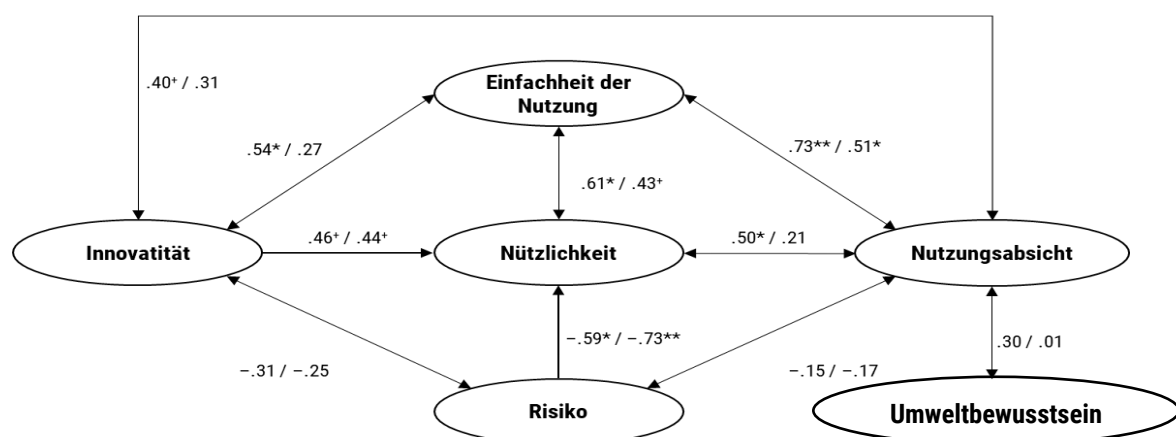 .40⁺ / .31
Einfachheit der
Nutzung
.54* / .27
.73** / .51*
.61* / .43⁺
Innovatität
.46⁺ / .44⁺
Nützlichkeit
.50* / .21
Nutzungsabsicht
−.59* / −.73**
.30 / .01
−.31 / −.25
−.15 / −.17
Risiko
Umweltbewusstsein